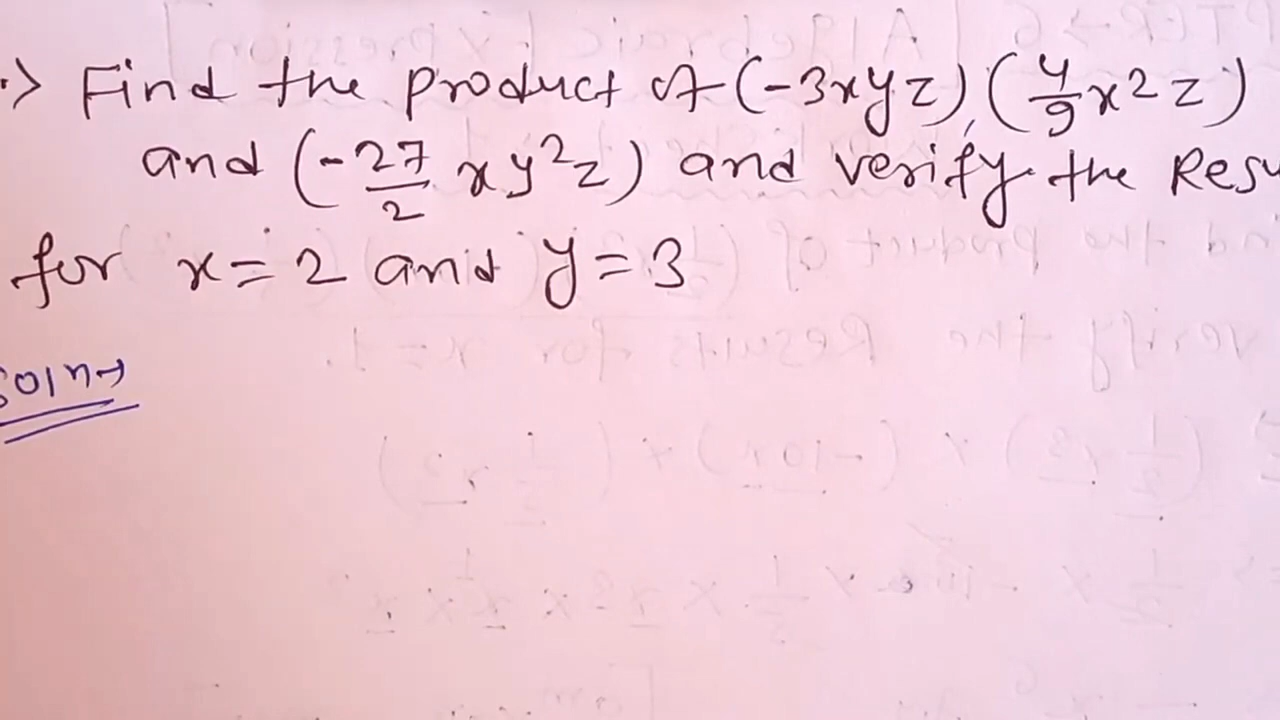 .> Find the product of (-3xyz), (4/9 x²z)
and (-27/2 xy²z) and verify the Resu
for x=2 and y=3
Soln→